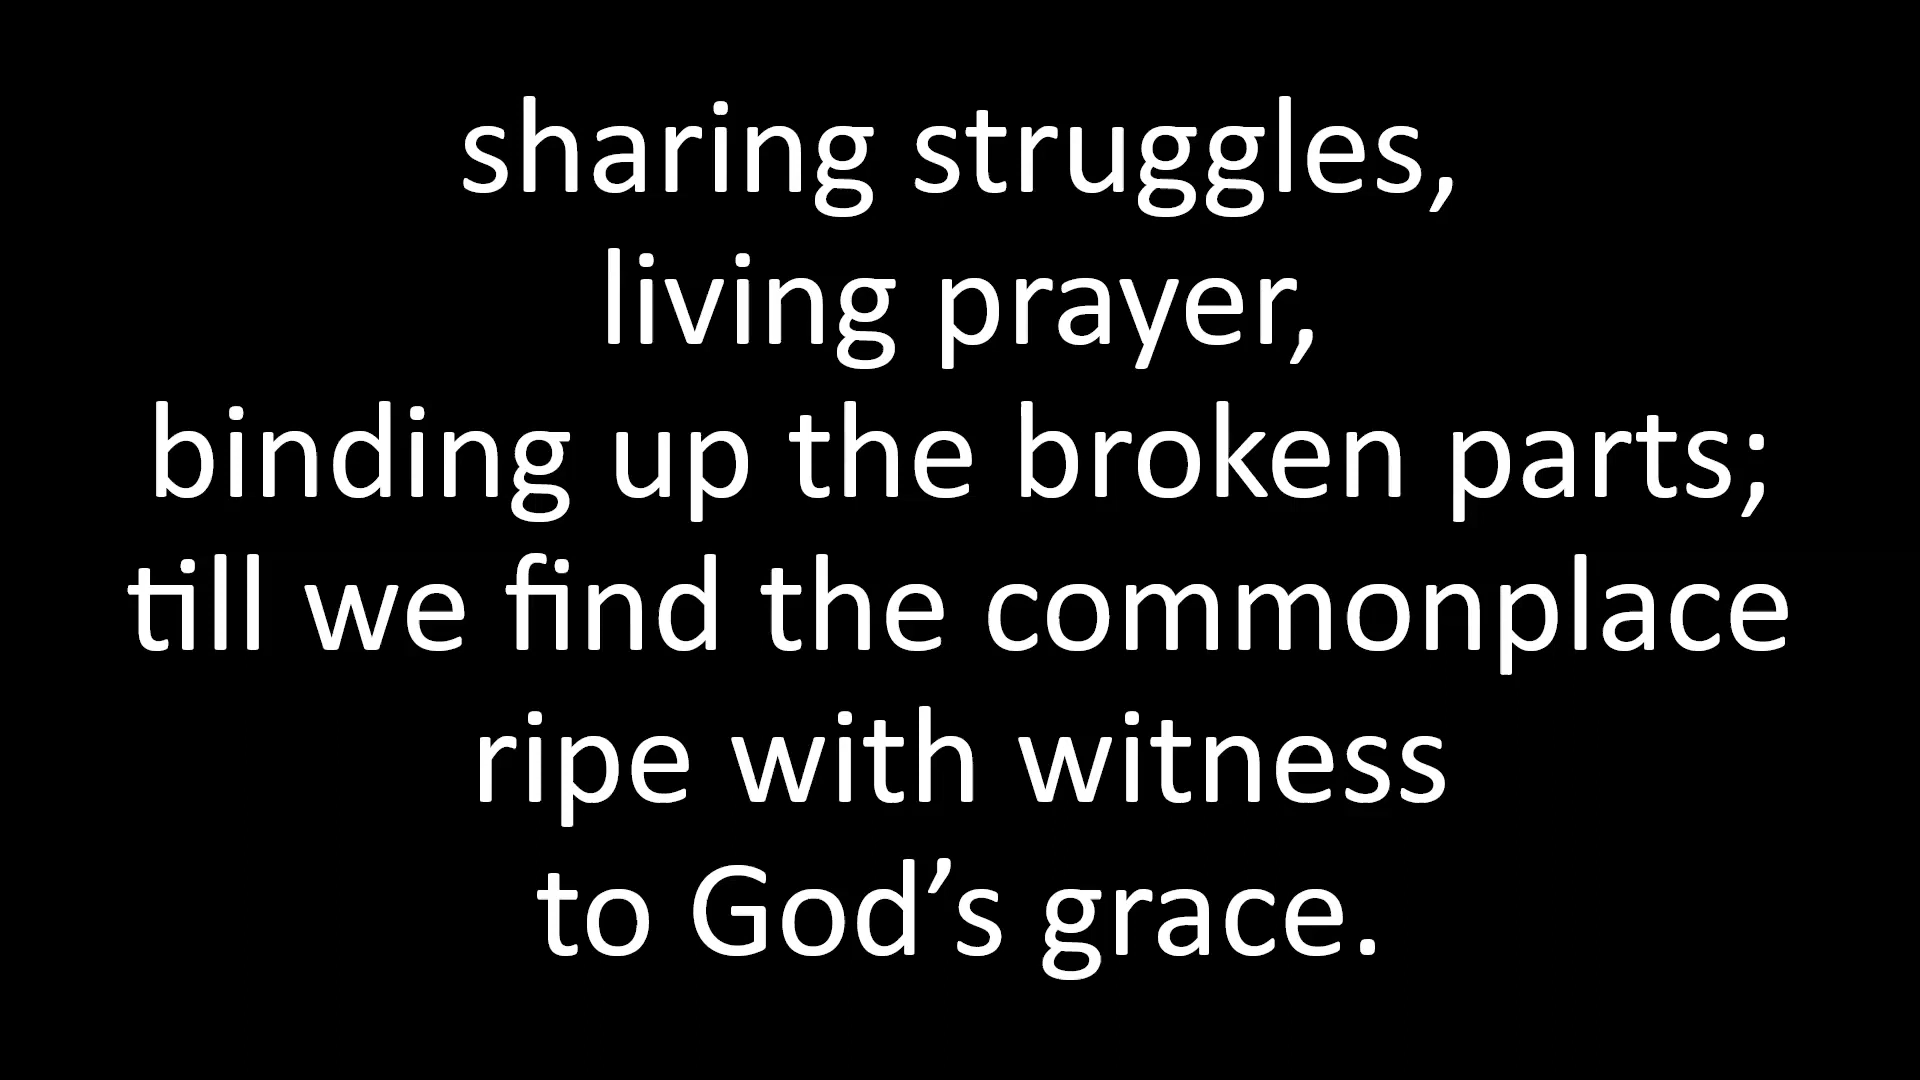 sharing struggles,
living prayer,
binding up the broken parts;
till we find the commonplace
ripe with witness
to God’s grace.